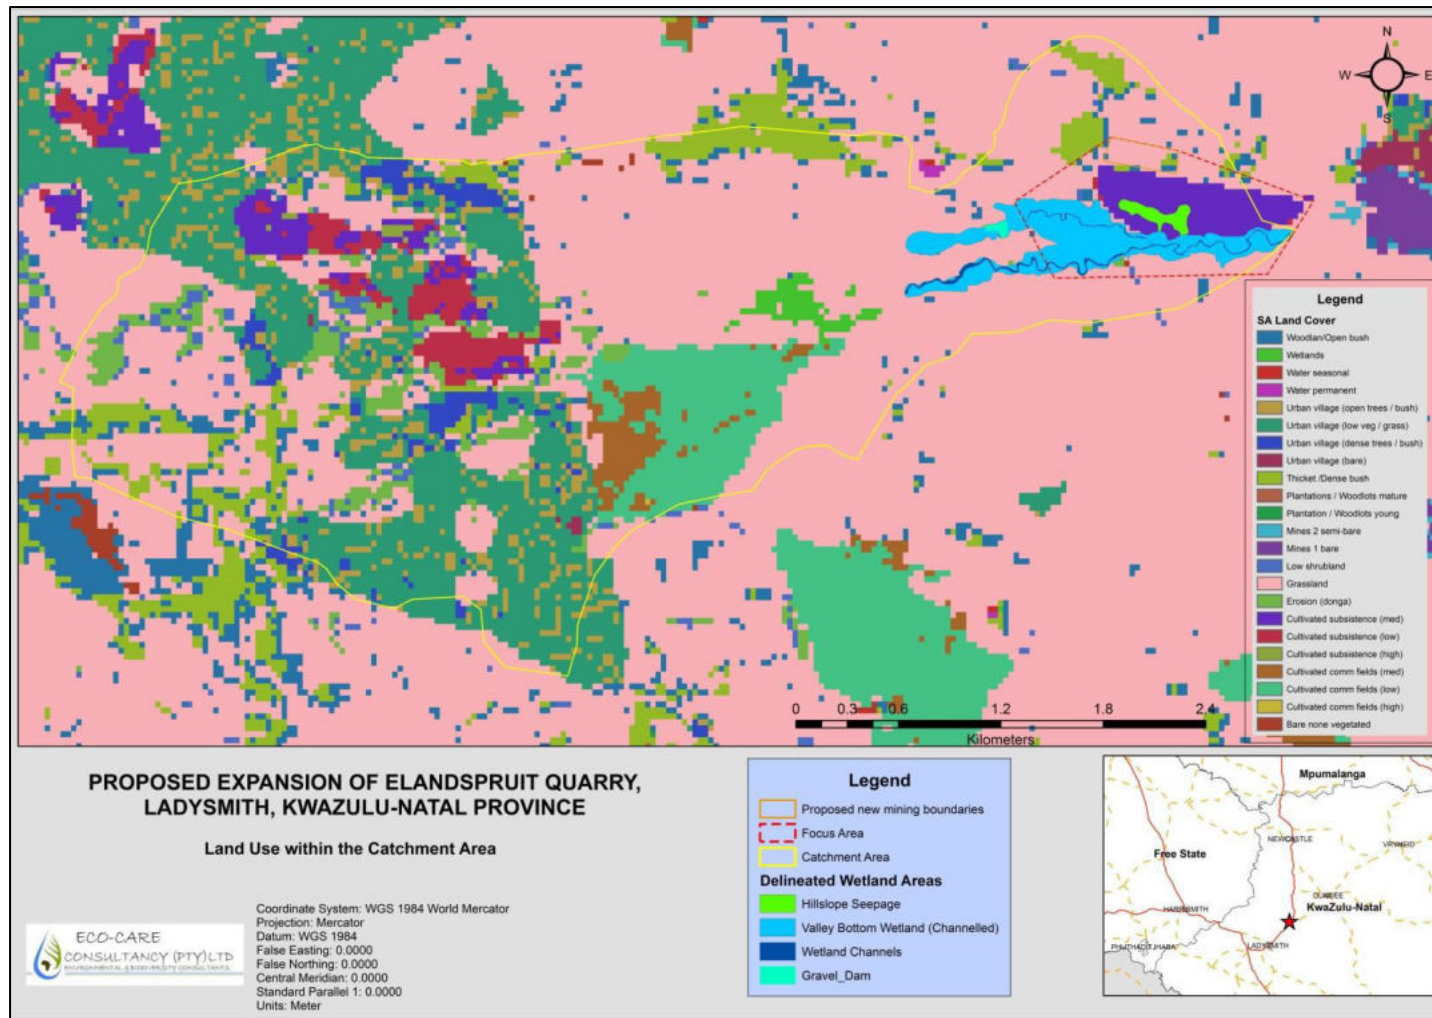 N
W
E
S
Legend
SA Land Cover
Woodlan/Open bush
Wetlands
Water seasonal
Water permanent
Urban village (open trees / bush)
Urban village (low veg / grass)
Urban village (dense trees / bush)
Urban village (bare)
Thicket /Dense bush
Plantations / Woodlots mature
Plantation / Woodlots young
Mines 2 semi-bare
Mines 1 bare
Low shrubland
Grassland
Erosion (donga)
Cultivated subsistence (med)
Cultivated subsistence (low)
Cultivated subsistence (high)
Cultivated comm fields (med)
Cultivated comm fields (low)
Cultivated comm fields (high)
Bare none vegetated
0 0.3 0.6 1.2 1.8 2.4
Kilometers
PROPOSED EXPANSION OF ELANDSPRUIT QUARRY,
LADYSMITH, KWAZULU-NATAL PROVINCE
Land Use within the Catchment Area
ECO-CARE
CONSULTANCY (PTY)LTD
ENVIRONMENTAL & BIODIVERSITY CONSULTANTS
Coordinate System: WGS 1984 World Mercator
Projection: Mercator
Datum: WGS 1984
False Easting: 0.0000
False Northing: 0.0000
Central Meridian: 0.0000
Standard Parallel 1: 0.0000
Units: Meter
Legend
Proposed new mining boundaries
Focus Area
Catchment Area
Delineated Wetland Areas
Hillslope Seepage
Valley Bottom Wetland (Channelled)
Wetland Channels
Gravel_Dam
Mpumalanga
NEWCASTLE
VRYHEID
Free State
DUNDEE
HARRISMITH
KwaZulu-Natal
PHUTHADITJHABA
LADYSMITH